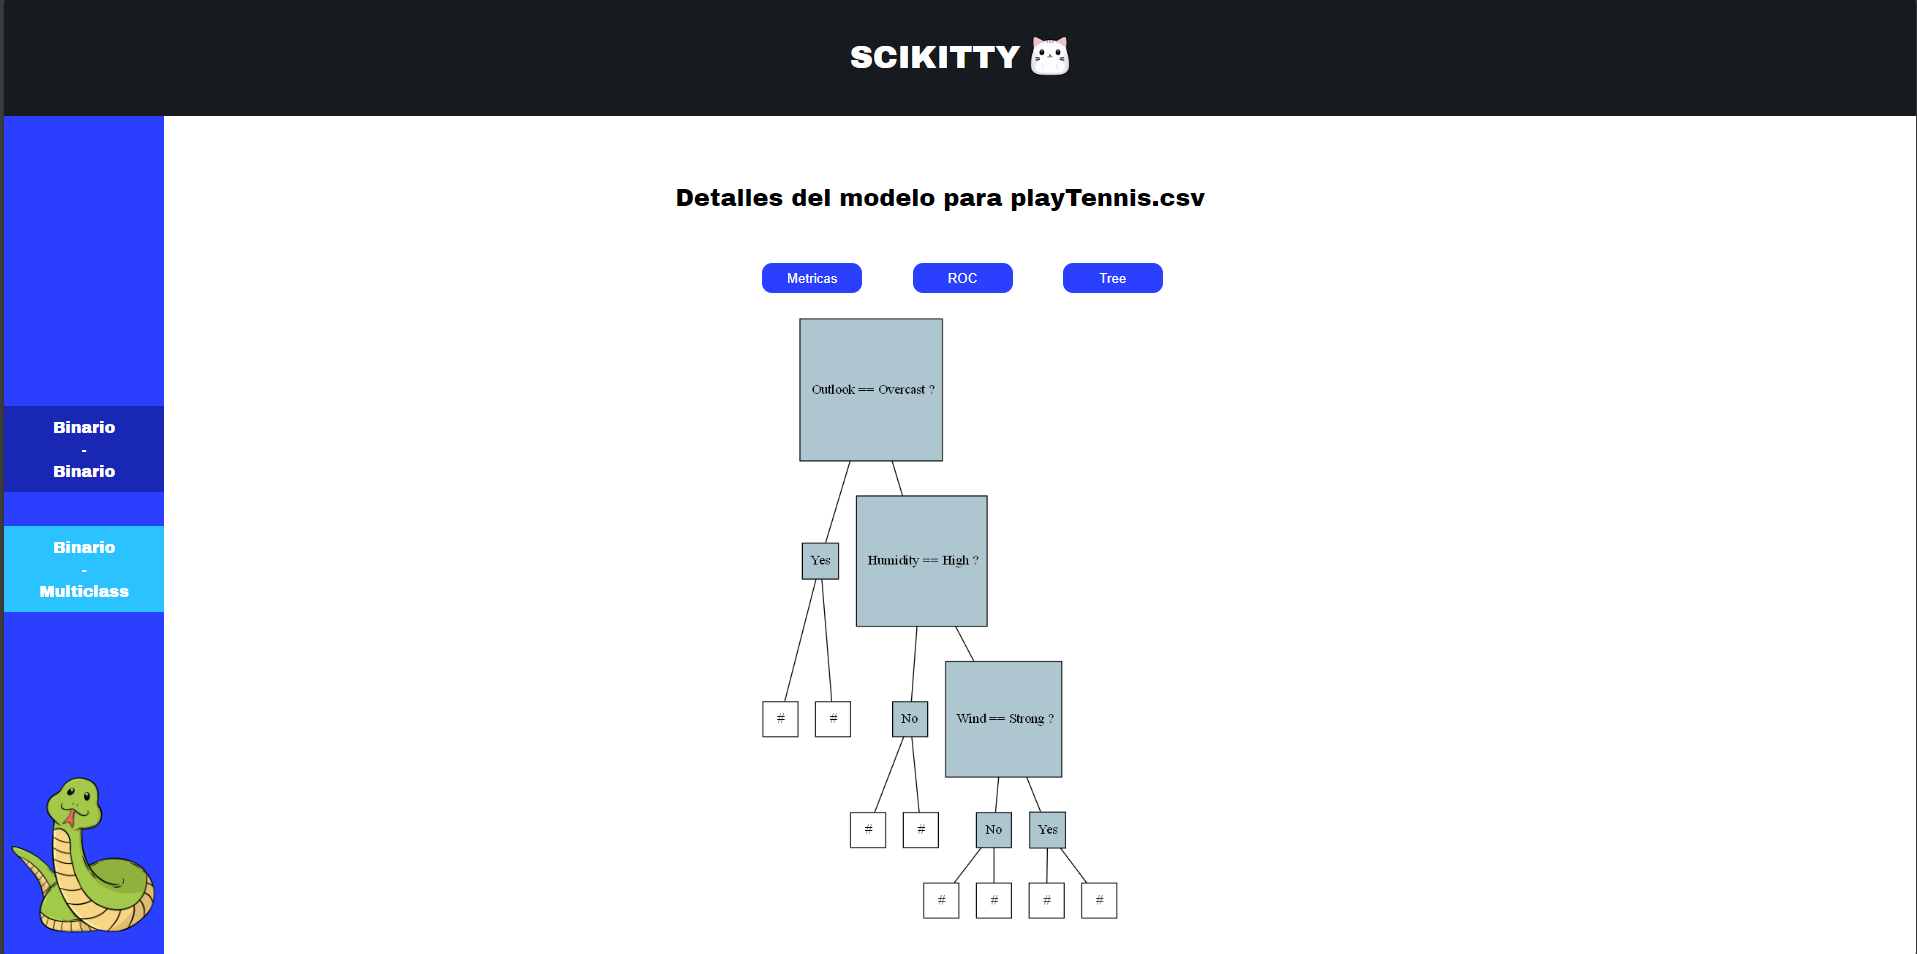 SCIKITTY
Binario
-
Binario
Binario
-
Multiclass
Detalles del modelo para playTennis.csv
Metricas
ROC
Tree
Outlook == Overcast ?
Yes
Humidity == High ?
# # No Wind == Strong ?
# # No Yes
# # # #